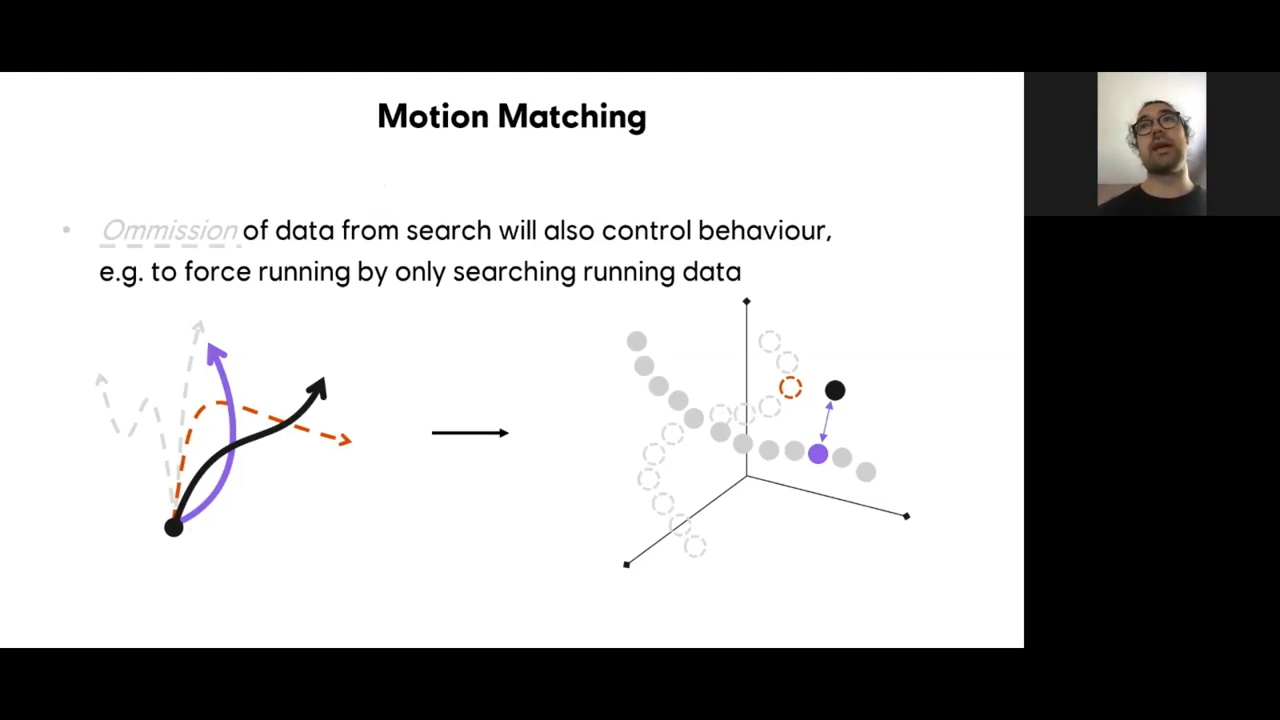 Motion Matching
• Ommission of data from search will also control behaviour,
e.g. to force running by only searching running data